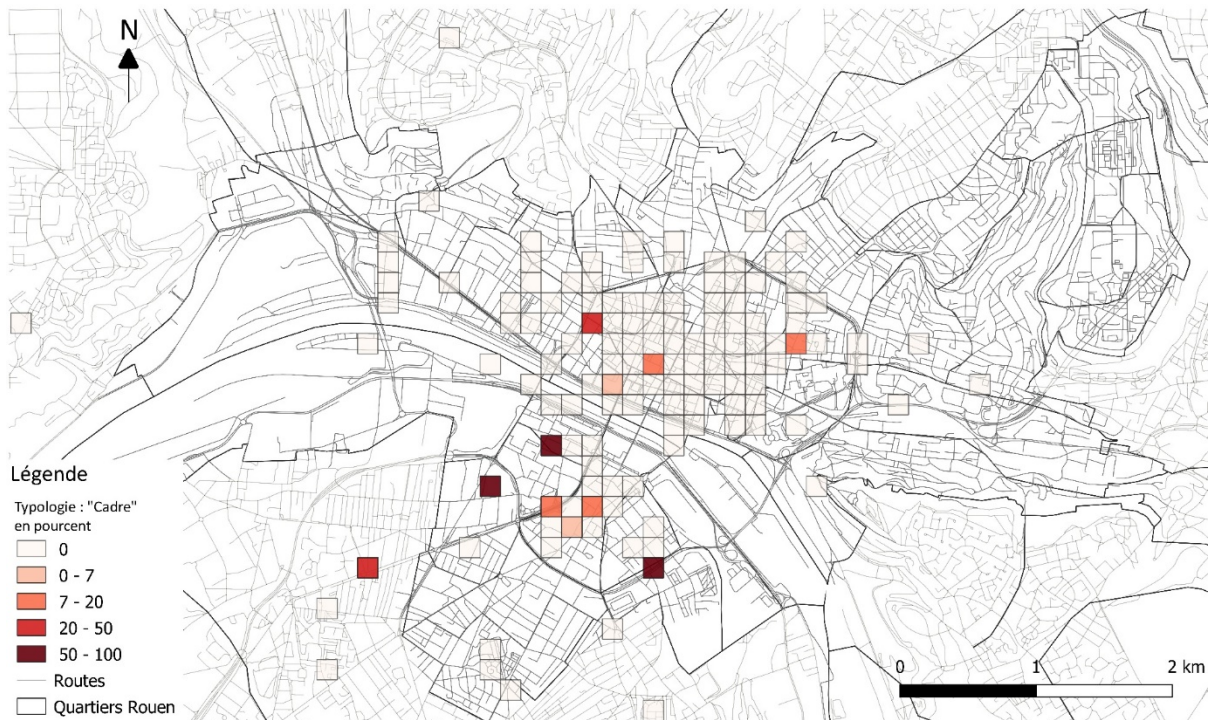 N
Légende
Typologie : "Cadre"
en pourcent
0
0 - 7
7 - 20
20 - 50
50 - 100
Routes
Quartiers Rouen
0 1 2 km